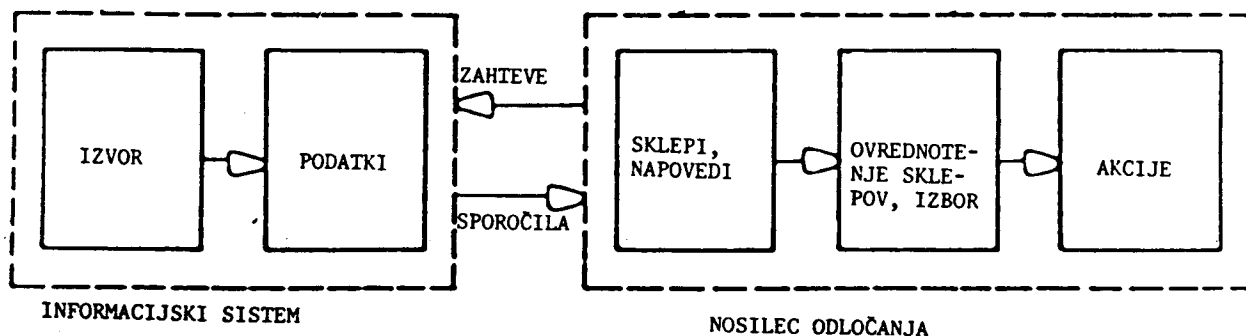 ZAHTEVE
IZVOR
PODATKI
SPOROČILA
SKLEPI,
NAPOVEDI
OVREDNOTE-
NJE SKLE-
POV, IZBOR
AKCIJE
INFORMACIJSKI SISTEM
NOSILEC ODLOČANJA